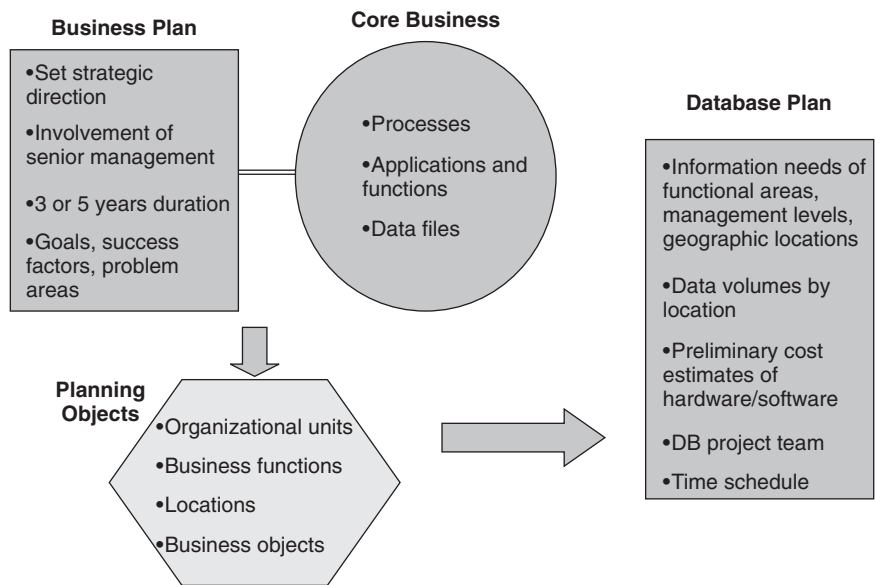 Business Plan
•Set strategic
direction
•Involvement of
senior management
•3 or 5 years duration
•Goals, success
factors, problem
areas
Core Business
•Processes
•Applications and
functions
•Data files
Planning
Objects
•Organizational units
•Business functions
•Locations
•Business objects
Database Plan
•Information needs of
functional areas,
management levels,
geographic locations
•Data volumes by
location
•Preliminary cost
estimates of
hardware/software
•DB project team
•Time schedule